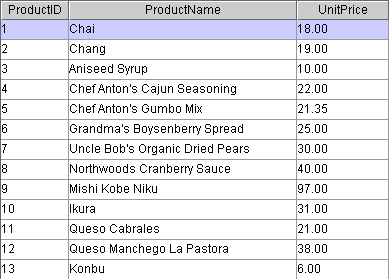 ProductID ProductName UnitPrice
1 Chai 18.00
2 Chang 19.00
3 Aniseed Syrup 10.00
4 Chef Anton's Cajun Seasoning 22.00
5 Chef Anton's Gumbo Mix 21.35
6 Grandma's Boysenberry Spread 25.00
7 Uncle Bob's Organic Dried Pears 30.00
8 Northwoods Cranberry Sauce 40.00
9 Mishi Kobe Niku 97.00
10 Ikura 31.00
11 Queso Cabrales 21.00
12 Queso Manchego La Pastora 38.00
13 Konbu 6.00